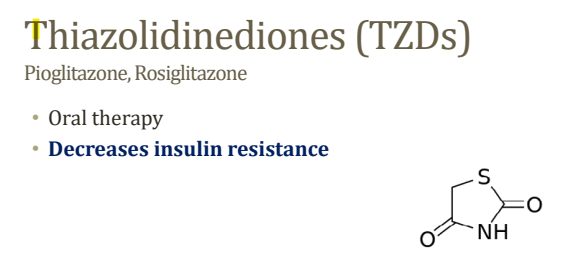 Thiazolidinediones (TZDs)
Pioglitazone, Rosiglitazone
• Oral therapy
• Decreases insulin resistance
S
O
NH
O